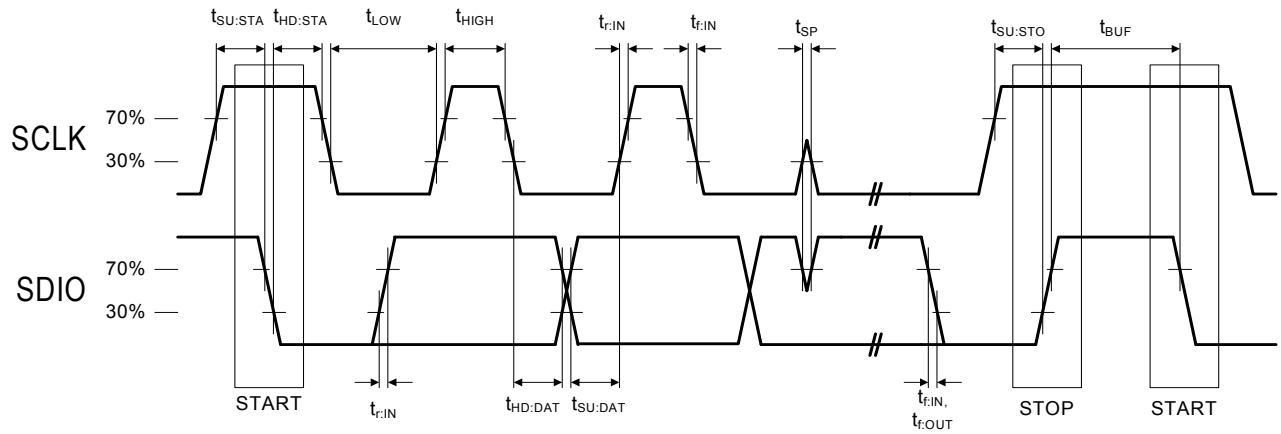 tSU:STA tHD:STA tLOW tHIGH tr:IN tf:IN tSP tSU:STO tBUF
SCLK
70%
30%
SDIO
70%
30%
START
tr:IN
tHD:DAT tSU:DAT
tf:IN,
tf:OUT
STOP
START